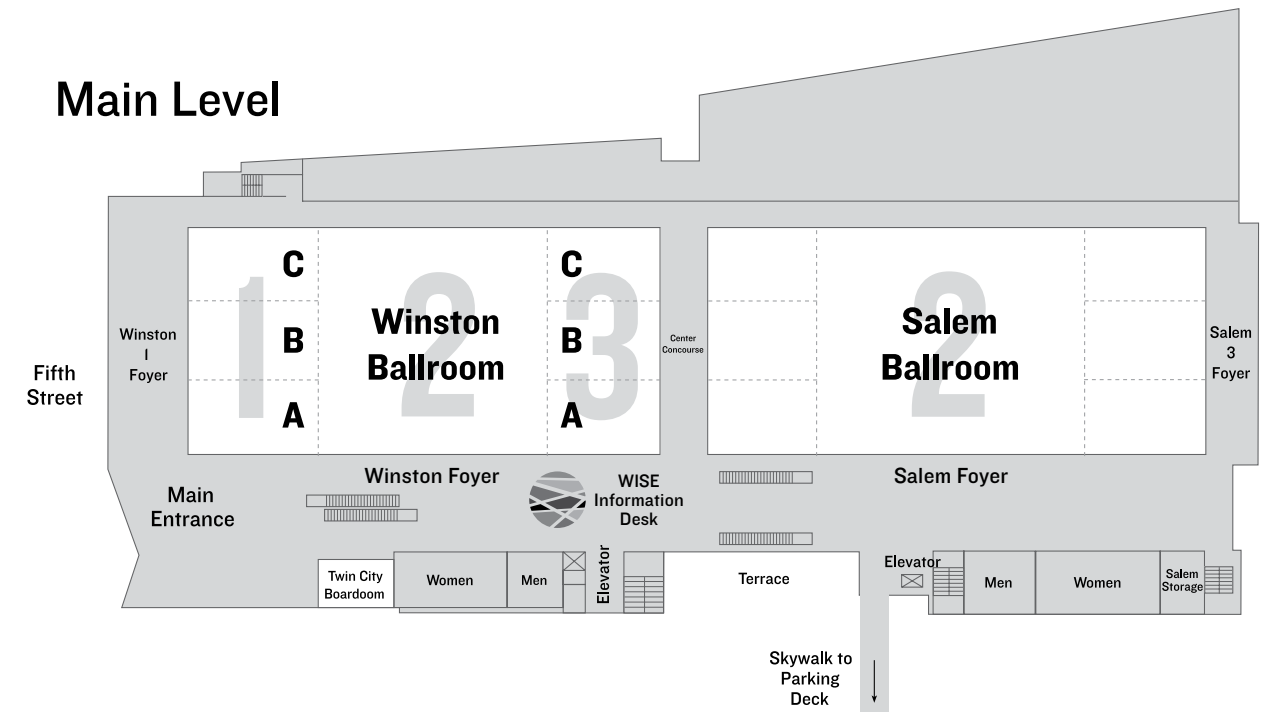 Main Level
Fifth
Street
Winston
I
Foyer
1
C
B
A
2
Winston
Ballroom
3
C
B
A
Center
Concourse
2
Salem
Ballroom
Salem
3
Foyer
Main
Entrance
Winston Foyer
WISE
Information
Desk
Salem Foyer
Twin City
Boardoom
Women
Men
Elevator
Terrace
Elevator
Men
Women
Salem
Storage
Skywalk to
Parking
Deck